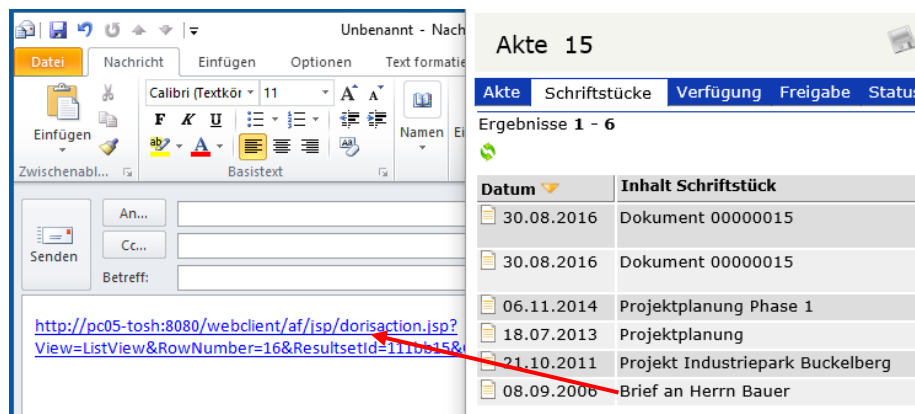 Unbenannt - Nach
Datei Nachricht Einfügen Optionen Text formatie
Calibri (Textkör 11
F K U
Einfügen
Namen
Zwischenabl... Basistext
An...
Cc...
Senden
Betreff:
http://pc05-tosh:8080/webclient/af/jsp/dorisaction.jsp?
View=ListView&RowNumber=16&ResultsetId=111bb15&
Akte 15
Akte Schriftstücke Verfügung Freigabe Status
Ergebnisse 1 - 6
Datum Inhalt Schriftstück
30.08.2016 Dokument 00000015
30.08.2016 Dokument 00000015
06.11.2014 Projektplanung Phase 1
18.07.2013 Projektplanung
21.10.2011 Projekt Industriepark Buckelberg
08.09.2006 Brief an Herrn Bauer